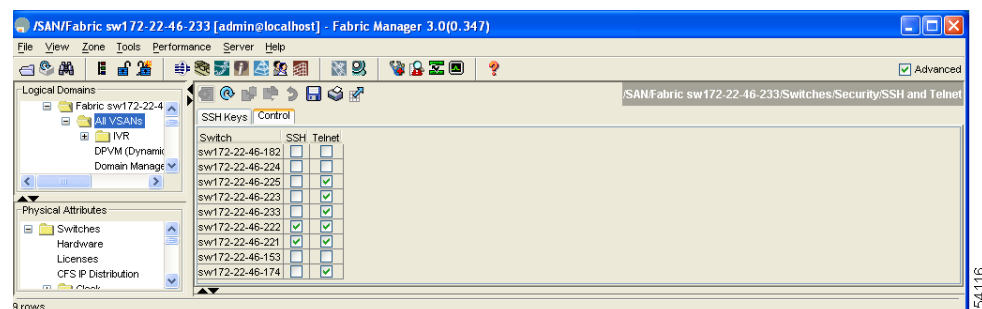 /SAN/Fabric sw172-22-46-233 [admin@localhost] - Fabric Manager 3.0(0.347)
File View Zone Tools Performance Server Help
Advanced
Logical Domains
/SAN/Fabric sw172-22-46-233/Switches/Security/SSH and Telnet
Fabric sw172-22-4
All VSANs
IVR
DPVM (Dynamic
Domain Manage
SSH Keys Control
Switch SSH Telnet
sw172-22-46-182
sw172-22-46-224
sw172-22-46-225
sw172-22-46-223
sw172-22-46-233
sw172-22-46-222
sw172-22-46-221
sw172-22-46-153
sw172-22-46-174
Physical Attributes
Switches
Hardware
Licenses
CFS IP Distribution
Clock
9 rows
54116